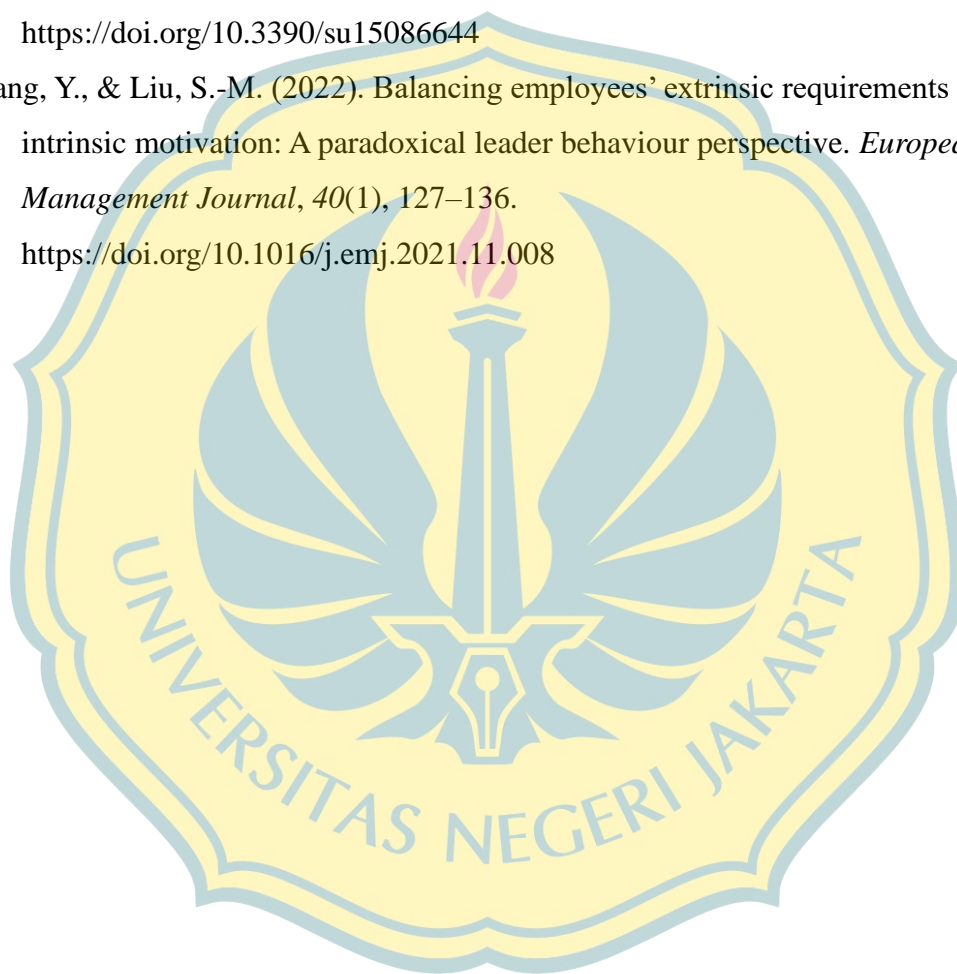 https://doi.org/10.3390/su15086644
ang, Y., & Liu, S.-M. (2022). Balancing employees’ extrinsic requirements
intrinsic motivation: A paradoxical leader behaviour perspective. Europe
Management Journal, 40(1), 127–136.
https://doi.org/10.1016/j.emj.2021.11.008
UNIVERSITAS NEGERI JAKARTA